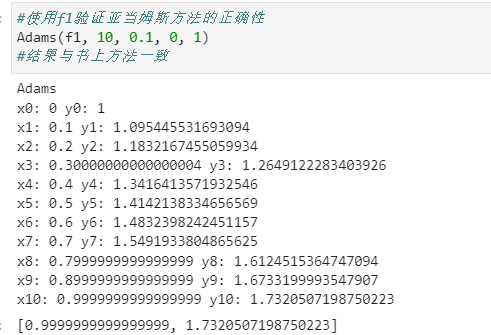 #使用f1验证亚当姆斯方法的正确性
Adams(f1, 10, 0.1, 0, 1)
#结果与书上方法一致
Adams
x0: 0 y0: 1
x1: 0.1 y1: 1.095445531693094
x2: 0.2 y2: 1.1832167455059934
x3: 0.30000000000000004 y3: 1.2649122283403926
x4: 0.4 y4: 1.3416413571932546
x5: 0.5 y5: 1.4142138334656569
x6: 0.6 y6: 1.4832398242451157
x7: 0.7 y7: 1.5491933804865625
x8: 0.7999999999999999 y8: 1.6124515364747094
x9: 0.8999999999999999 y9: 1.6733199993547907
x10: 0.9999999999999999 y10: 1.7320507198750223
[0.9999999999999999, 1.7320507198750223]